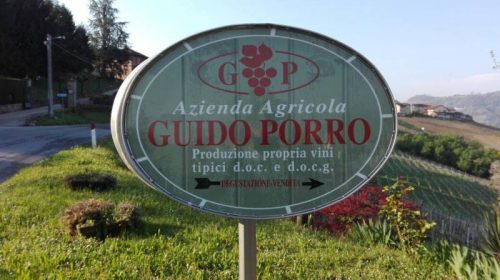 G P
Azienda Agricola
GUIDO PORRO
Produzione propria vini
tipici d.o.c. e d.o.c.g.
DEGUSTAZIONE-VENDITA